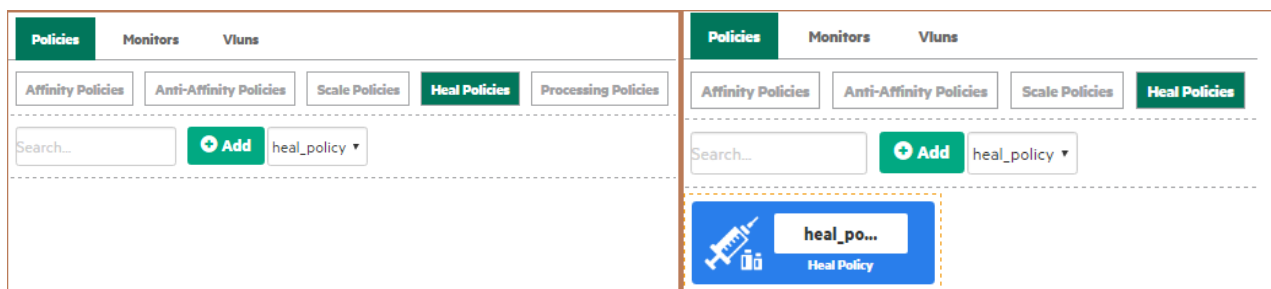 Policies Monitors Vluns
Affinity Policies Anti-Affinity Policies Scale Policies Heal Policies Processing Policies
Search... Add heal_policy
Policies Monitors Vluns
Affinity Policies Anti-Affinity Policies Scale Policies Heal Policies
Search... Add heal_policy
heal_po...
Heal Policy